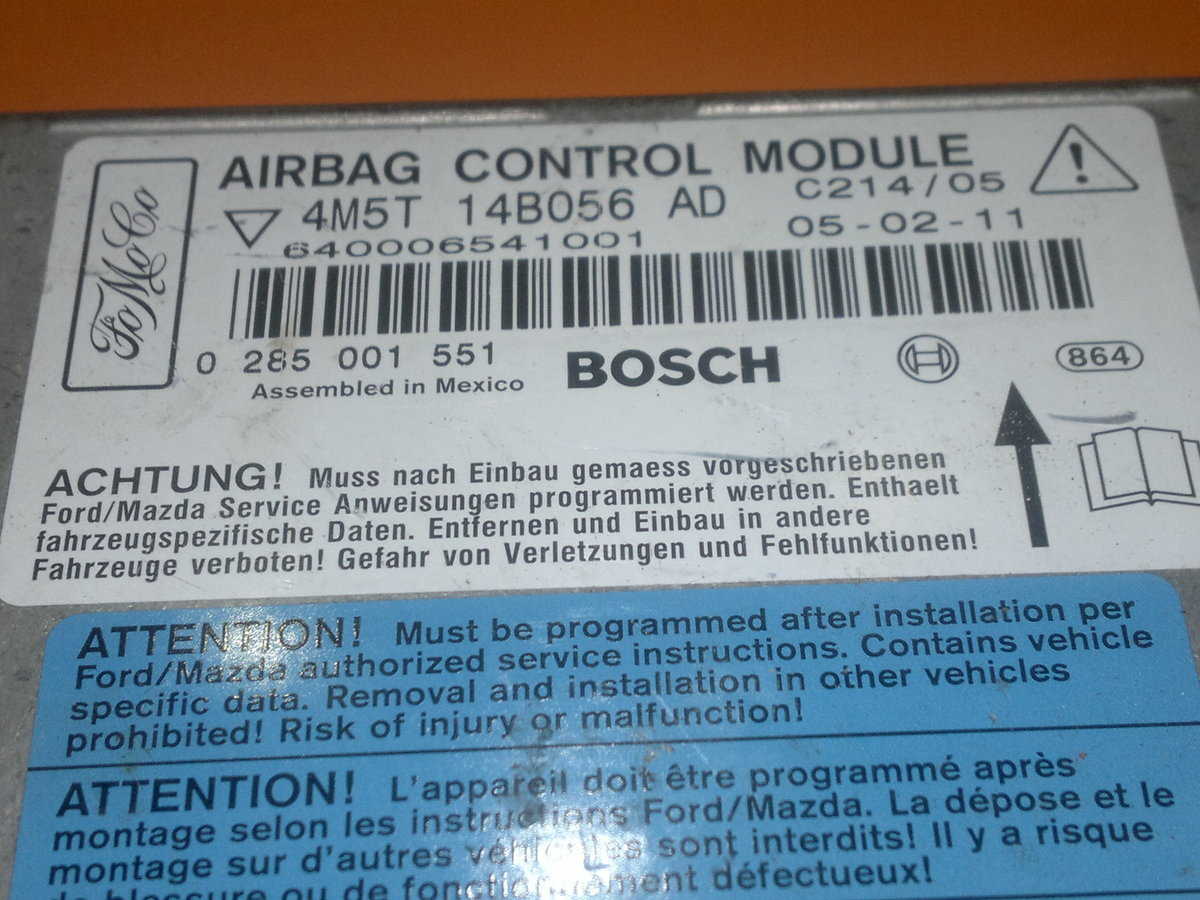 FoMoCo
AIRBAG CONTROL MODULE
4M5T 14B056 AD
C214/05
640006541001
05-02-11
0 285 001 551
BOSCH
864
Assembled in Mexico
ACHTUNG! Muss nach Einbau gemaess vorgeschriebenen
Ford/Mazda Service Anweisungen programmiert werden. Enthaelt
fahrzeugspezifische Daten. Entfernen und Einbau in andere
Fahrzeuge verboten! Gefahr von Verletzungen und Fehlfunktionen!
ATTENTION! Must be programmed after installation per
Ford/Mazda authorized service instructions. Contains vehicle
specific data. Removal and installation in other vehicles
prohibited! Risk of injury or malfunction!
ATTENTION! L'appareil doit être programmé après
montage selon les instructions Ford/Mazda. La dépose et le
montage sur d'autres véhicules sont interdits! Il y a risque
de blessure ou de fonctionnement défectueux!